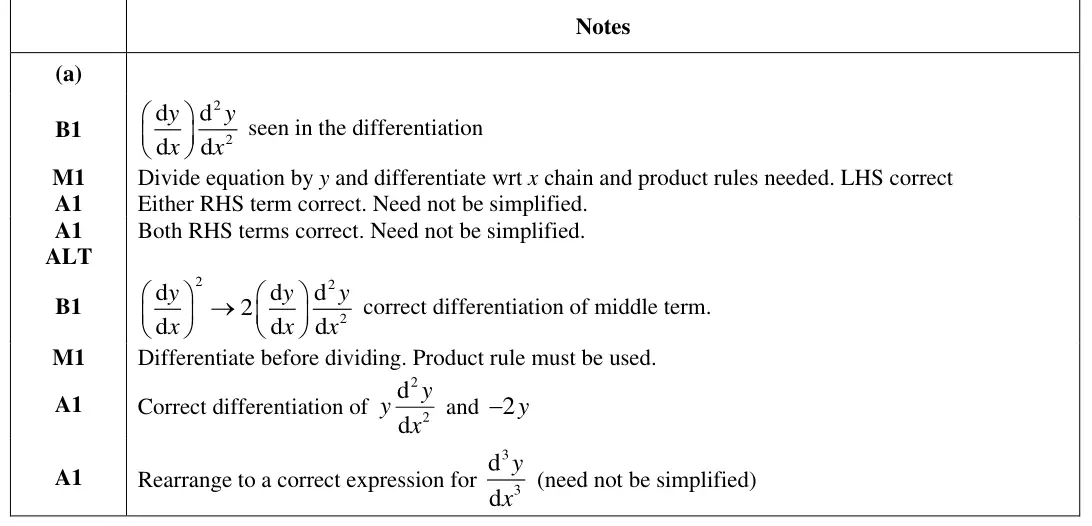 Notes
(a)
B1 (dy/dx) d²y/dx² seen in the differentiation
M1 Divide equation by y and differentiate wrt x chain and product rules needed. LHS correct
A1 Either RHS term correct. Need not be simplified.
A1 Both RHS terms correct. Need not be simplified.
ALT
B1 (dy/dx)² → 2(dy/dx) d²y/dx² correct differentiation of middle term.
M1 Differentiate before dividing. Product rule must be used.
A1 Correct differentiation of y d²y/dx² and −2y
A1 Rearrange to a correct expression for d³y/dx³ (need not be simplified)